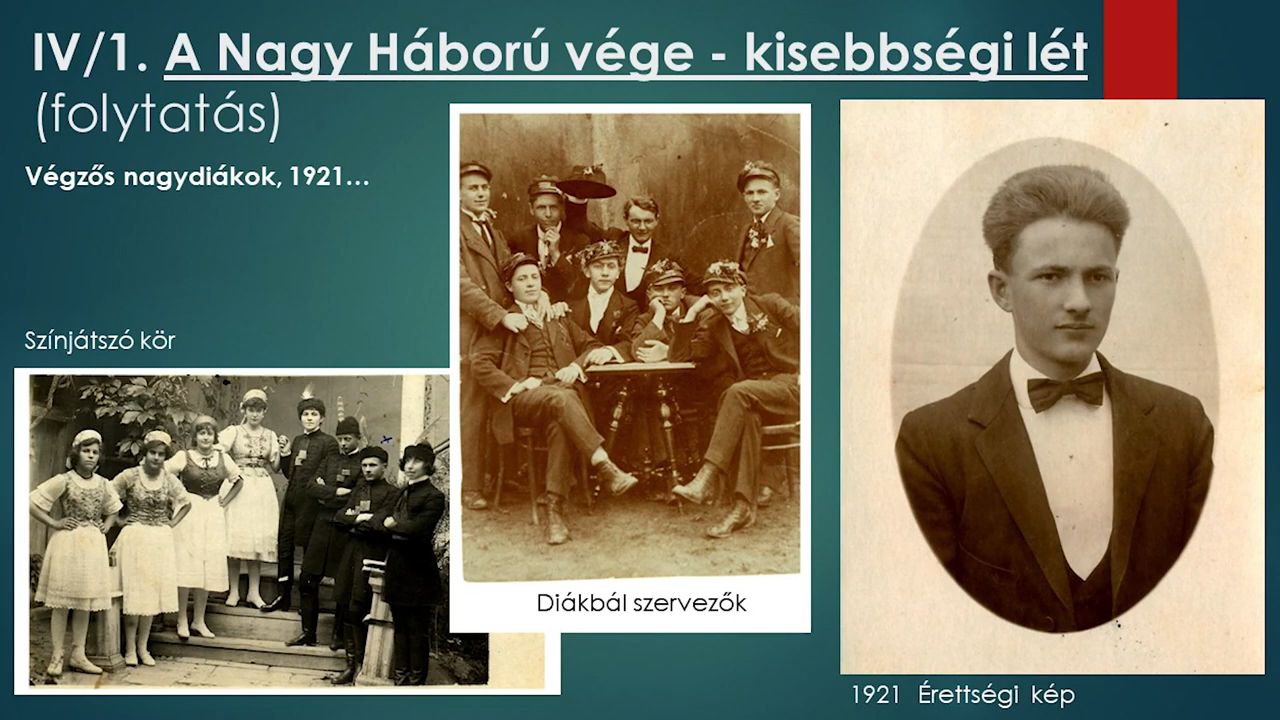 IV/1. A Nagy Háború vége - kisebbségi lét
(folytatás)
Végzős nagydiákok, 1921...
Színjátszó kör
Diákbál szervezők
1921 Érettségi kép